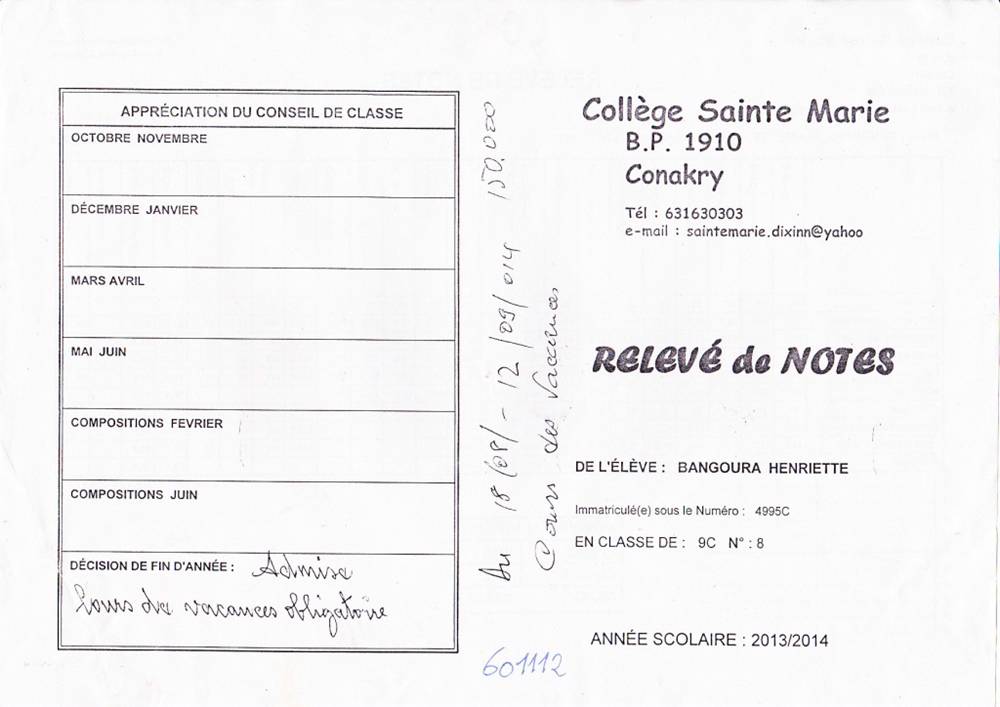 APPRÉCIATION DU CONSEIL DE CLASSE
OCTOBRE NOVEMBRE
DÉCEMBRE JANVIER
MARS AVRIL
MAI JUIN
COMPOSITIONS FEVRIER
COMPOSITIONS JUIN
DÉCISION DE FIN D'ANNÉE : Admise
Cours de vacances obligatoire
Au 18/08/ - 12/09/014 150.000
Cours des vaccances
601112
Collège Sainte Marie
B.P. 1910
Conakry
Tél : 631630303
e-mail : saintemarie.dixinn@yahoo
RELEVÉ de NOTES
DE L'ÉLÈVE : BANGOURA HENRIETTE
Immatriculé(e) sous le Numéro : 4995C
EN CLASSE DE : 9C N° : 8
ANNÉE SCOLAIRE : 2013/2014